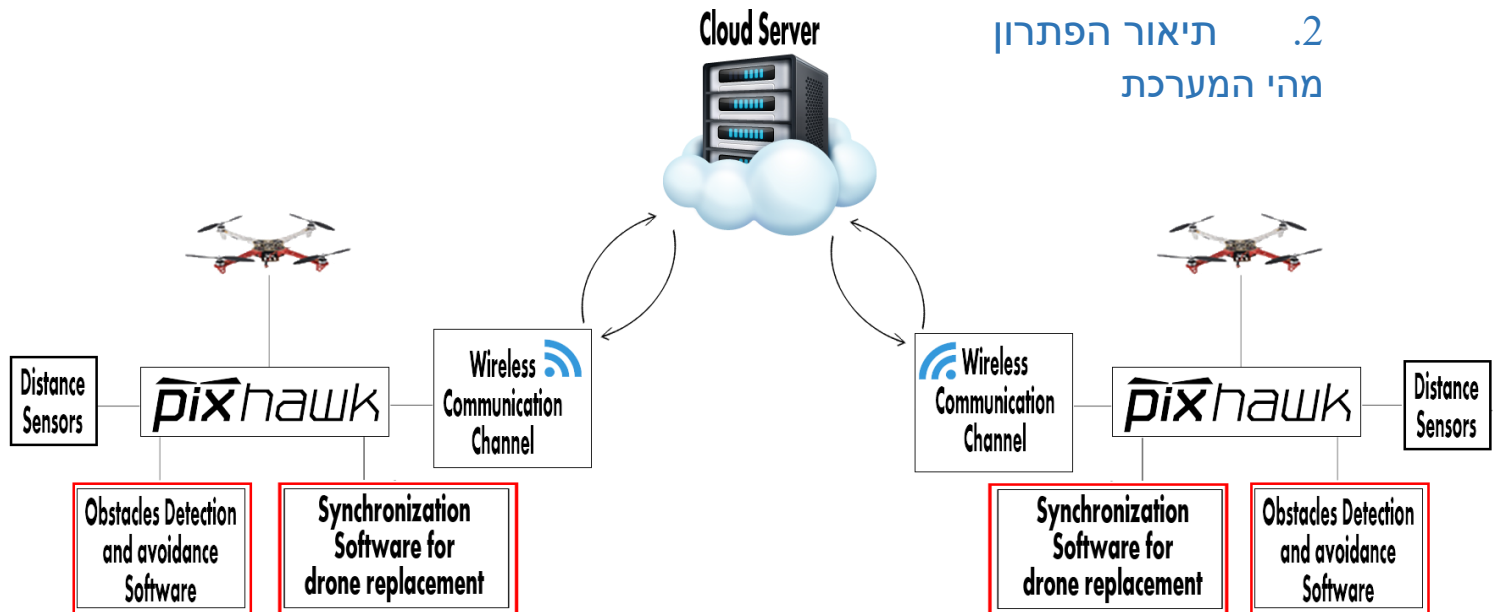 Cloud Server
2. תיאור הפתרון
מהי המערכת
Distance
Sensors
pixhawk
Wireless
Communication
Channel
Obstacles Detection
and avoidance
Software
Synchronization
Software for
drone replacement
Wireless
Communication
Channel
pixhawk
Distance
Sensors
Synchronization
Software for
drone replacement
Obstacles Detection
and avoidance
Software